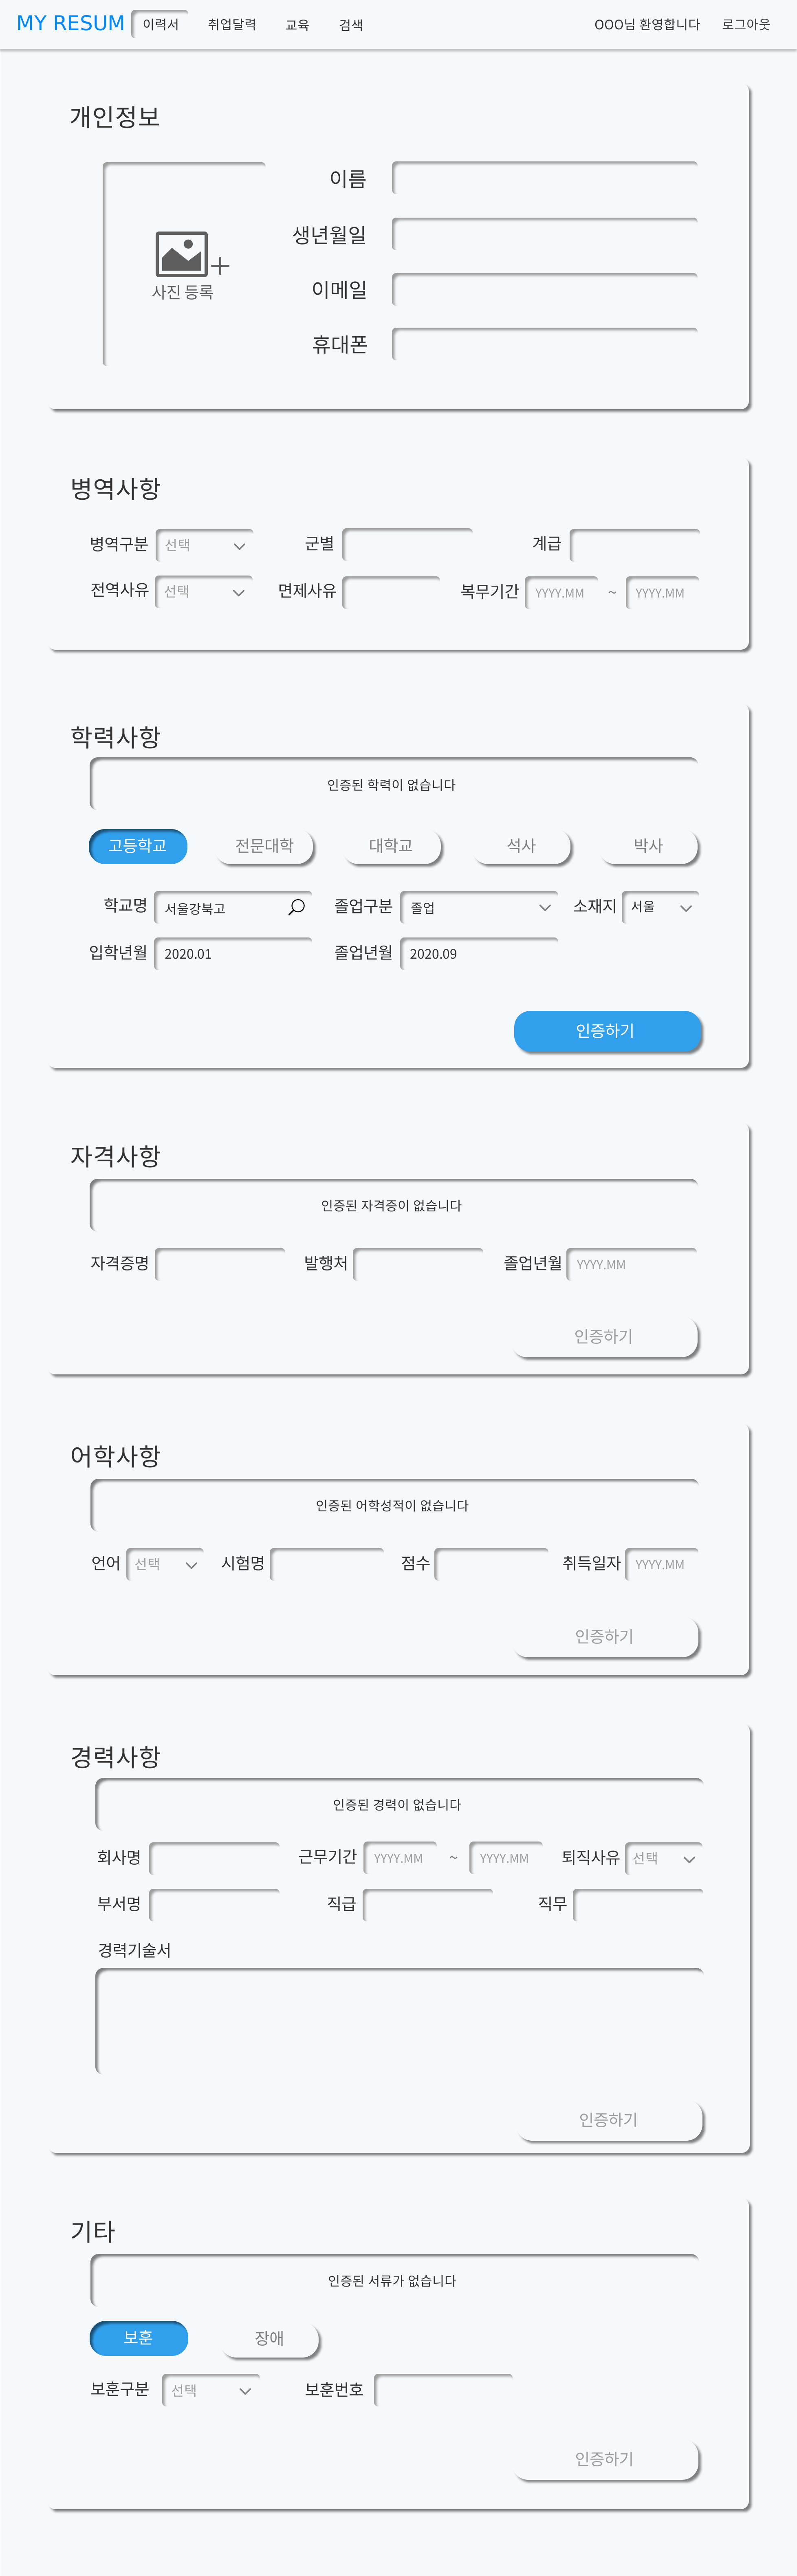 MY RESUM 이력서 취업달력 교육 검색 OOO님 환영합니다 로그아웃
개인정보
사진 등록
이름
생년월일
이메일
휴대폰
병역사항
병역구분 선택 군별 계급
전역사유 선택 면제사유 복무기간 YYYY.MM ~ YYYY.MM
학력사항
인증된 학력이 없습니다
고등학교 전문대학 대학교 석사 박사
학교명 서울강북고 졸업구분 졸업 소재지 서울
입학년월 2020.01 졸업년월 2020.09
인증하기
자격사항
인증된 자격증이 없습니다
자격증명 발행처 졸업년월 YYYY.MM
인증하기
어학사항
인증된 어학성적이 없습니다
언어 선택 시험명 점수 취득일자 YYYY.MM
인증하기
경력사항
인증된 경력이 없습니다
회사명 근무기간 YYYY.MM ~ YYYY.MM 퇴직사유 선택
부서명 직급 직무
경력기술서
인증하기
기타
인증된 서류가 없습니다
보훈 장애
보훈구분 선택 보훈번호
인증하기